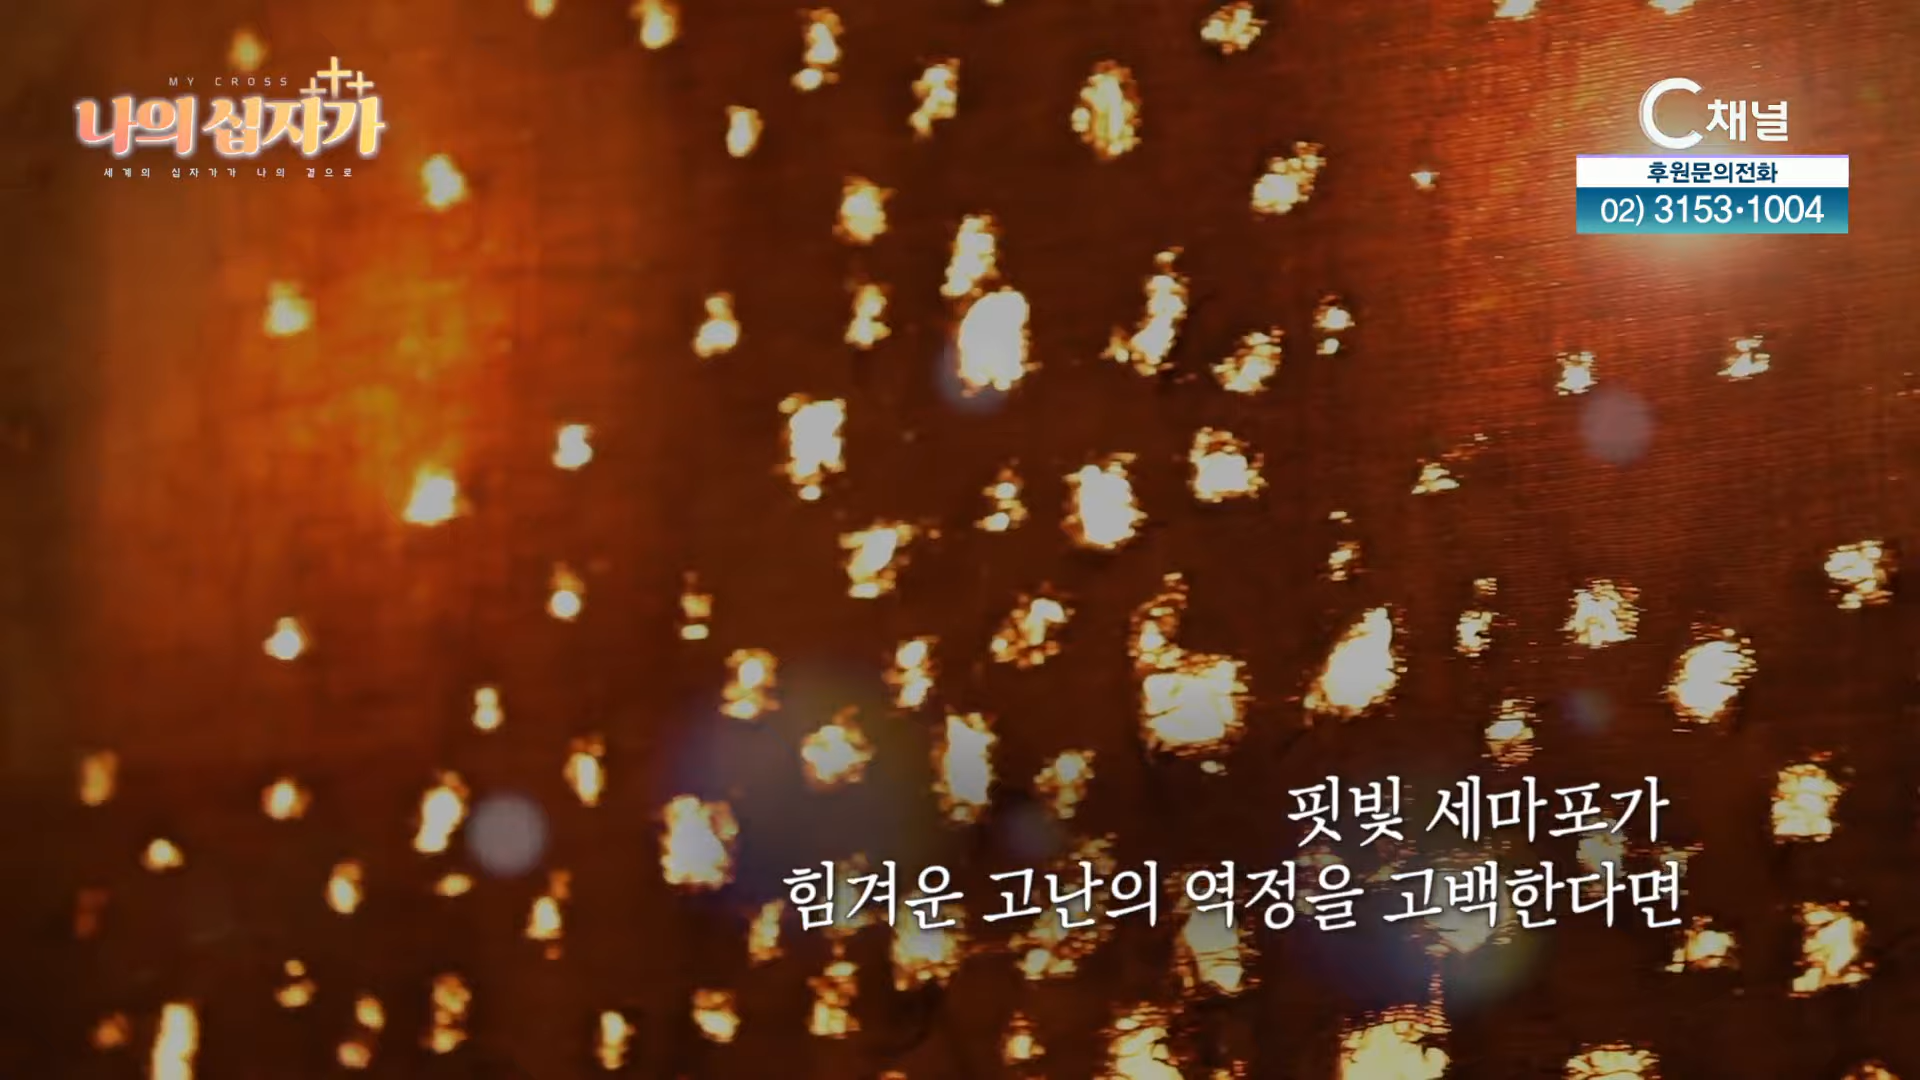 MY CROSS
나의 십자가
세계의 십자가가 나의 곁으로
C채널
후원문의전화
02) 3153·1004
핏빛 세마포가
힘겨운 고난의 역정을 고백한다면